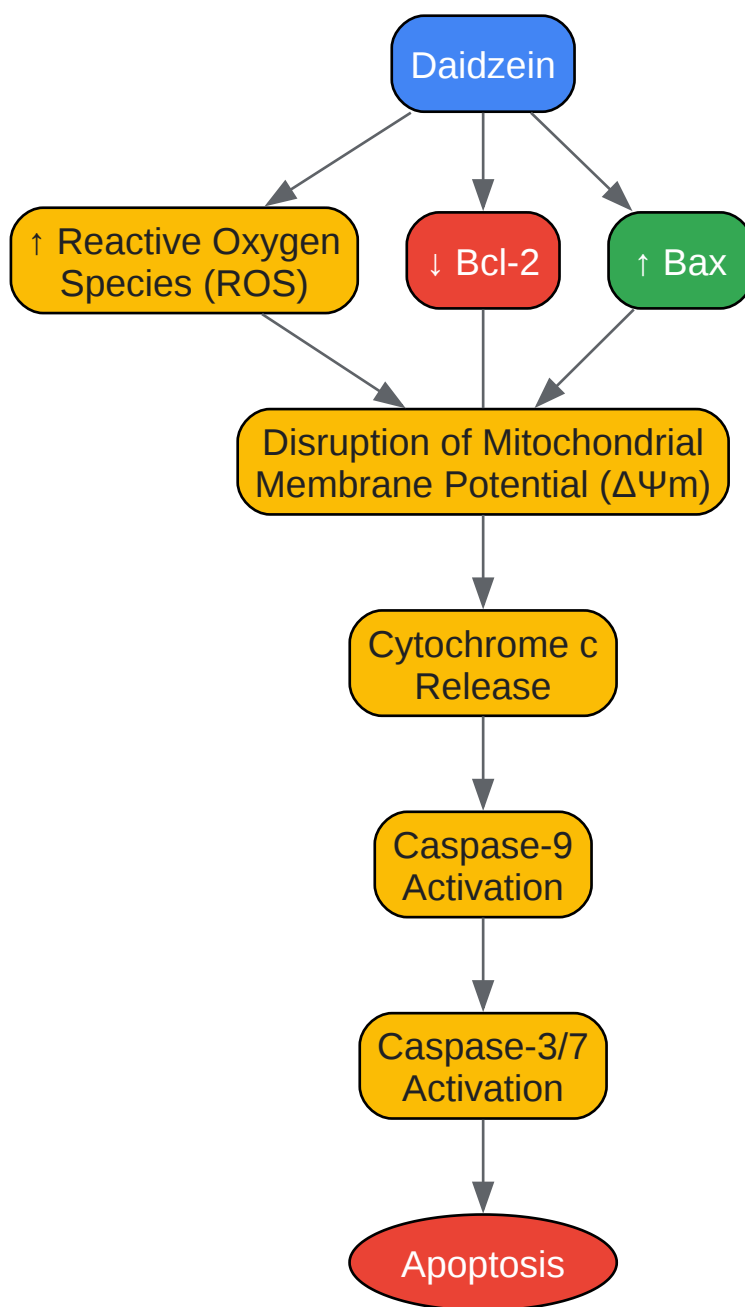 Daidzein
↑ Reactive Oxygen
Species (ROS)
↓ Bcl-2
↑ Bax
Disruption of Mitochondrial
Membrane Potential (ΔΨm)
Cytochrome c
Release
Caspase-9
Activation
Caspase-3/7
Activation
Apoptosis